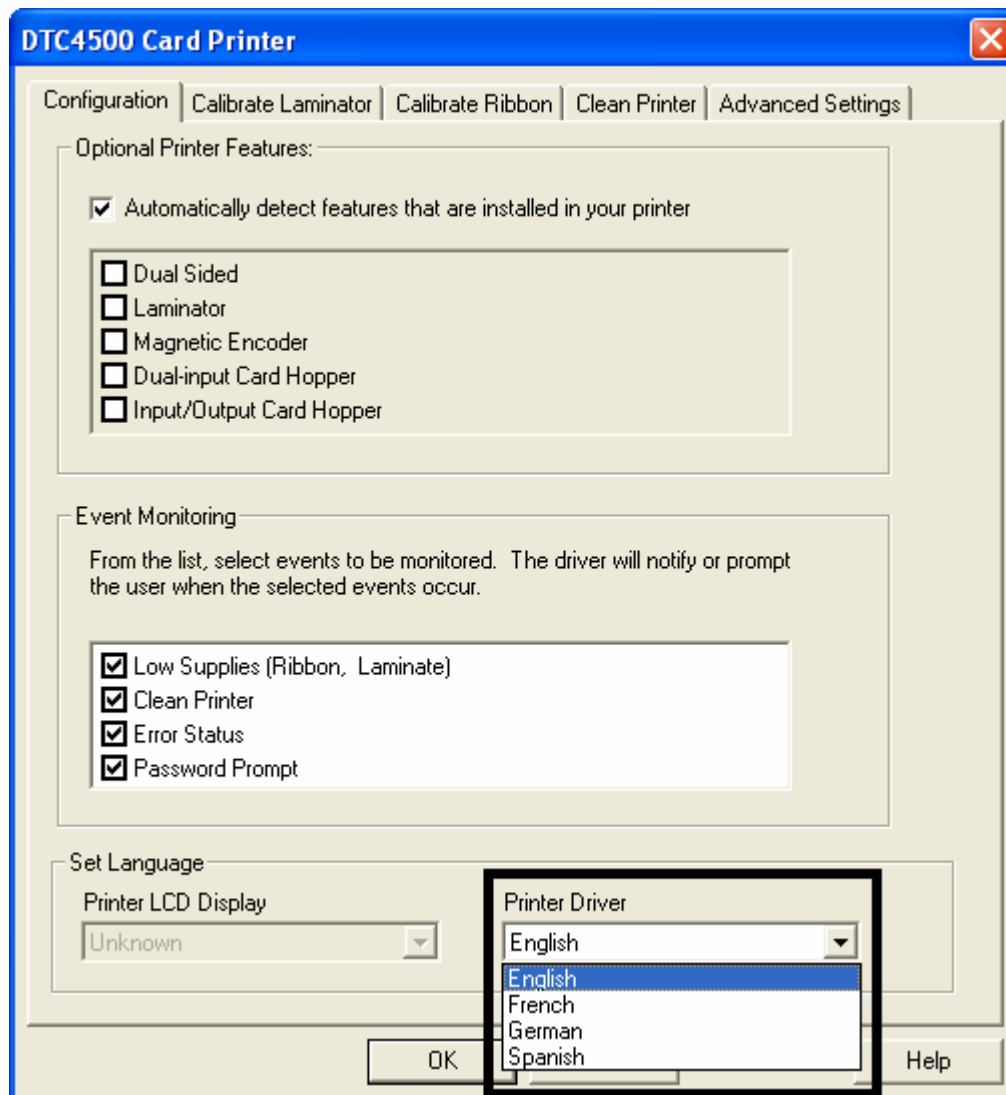 DTC4500 Card Printer
Configuration
Calibrate Laminator
Calibrate Ribbon
Clean Printer
Advanced Settings
Optional Printer Features:
Automatically detect features that are installed in your printer
Dual Sided
Laminator
Magnetic Encoder
Dual-input Card Hopper
Input/Output Card Hopper
Event Monitoring
From the list, select events to be monitored.  The driver will notify or prompt
the user when the selected events occur.
Low Supplies (Ribbon,  Laminate)
Clean Printer
Error Status
Password Prompt
Set Language
Printer LCD Display
Unknown
Printer Driver
English
English
French
German
Spanish
OK
Help